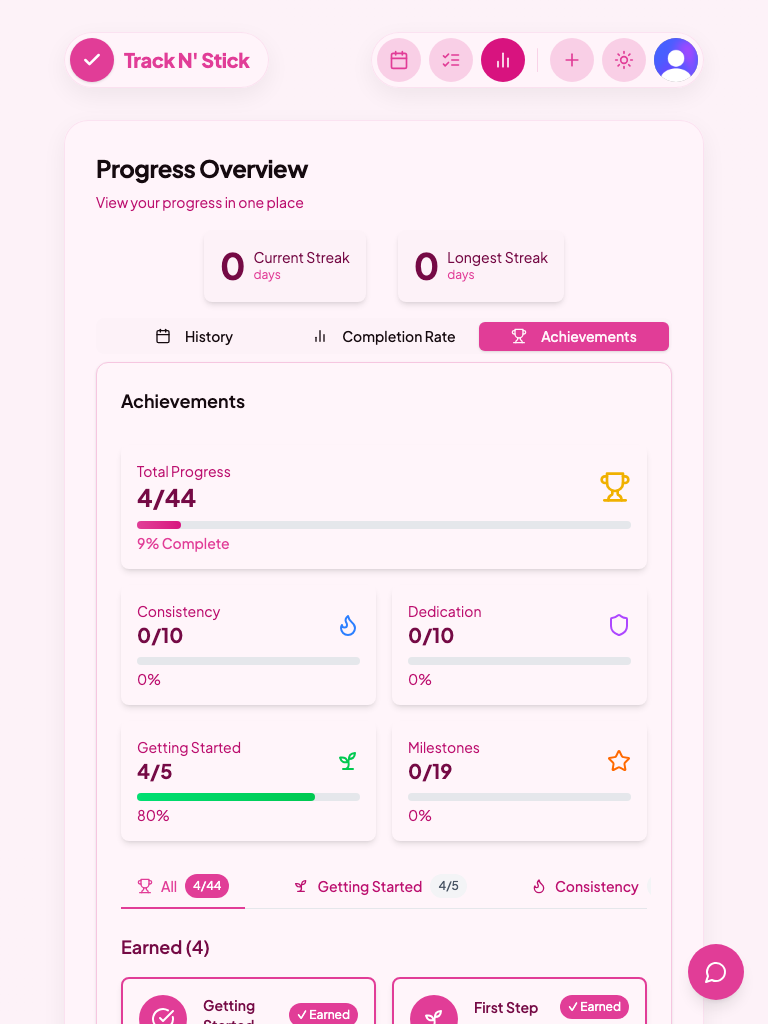 Track N' Stick
Progress Overview
View your progress in one place
0 Current Streak
days
0 Longest Streak
days
History
Completion Rate
Achievements
Achievements
Total Progress
4/44
9% Complete
Consistency
0/10
0%
Dedication
0/10
0%
Getting Started
4/5
80%
Milestones
0/19
0%
All 4/44
Getting Started 4/5
Consistency
Earned (4)
Getting
Started
✓ Earned
First Step
✓ Earned